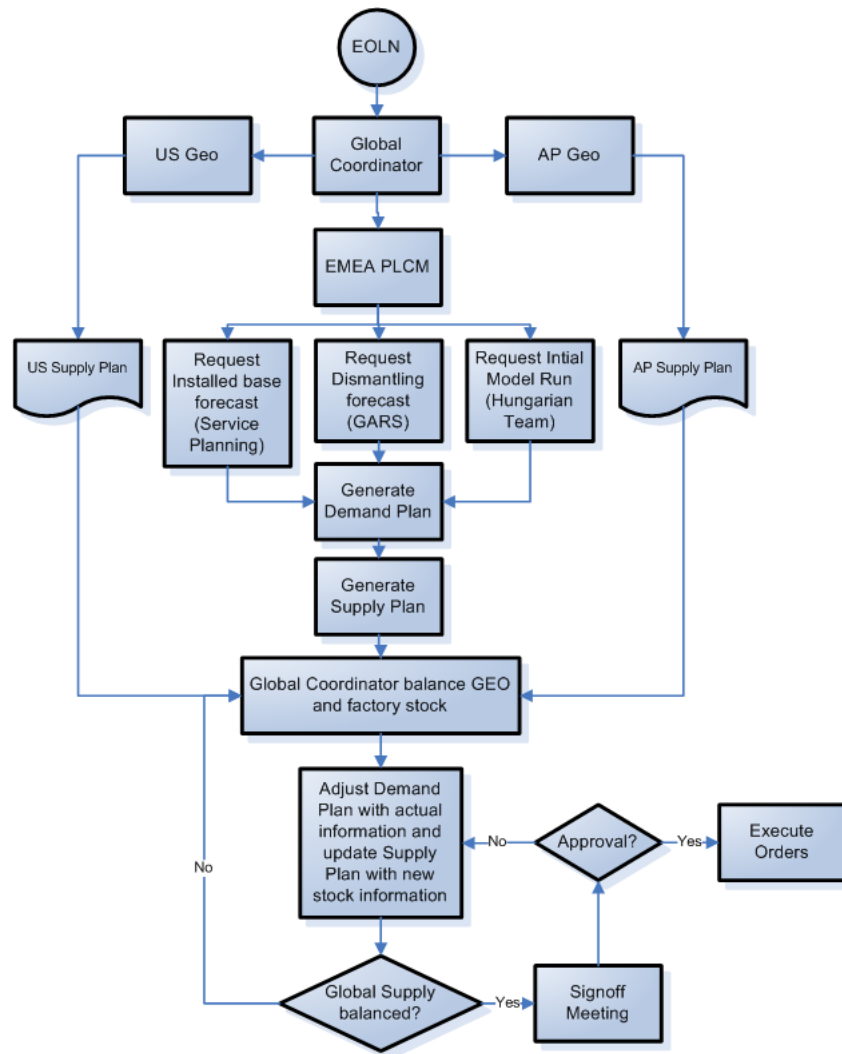 EOLN
US Geo
Global
Coordinator
AP Geo
EMEA PLCM
US Supply Plan
Request
Installed base
forecast
(Service
Planning)
Request
Dismantling
forecast
(GARS)
Request Intial
Model Run
(Hungarian
Team)
AP Supply Plan
Generate
Demand Plan
Generate
Supply Plan
Global Coordinator balance GEO
and factory stock
Adjust Demand
Plan with actual
information and
update Supply
Plan with new
stock information
No
Approval?
Yes
Execute
Orders
No
Global Supply
balanced?
Yes
Signoff
Meeting